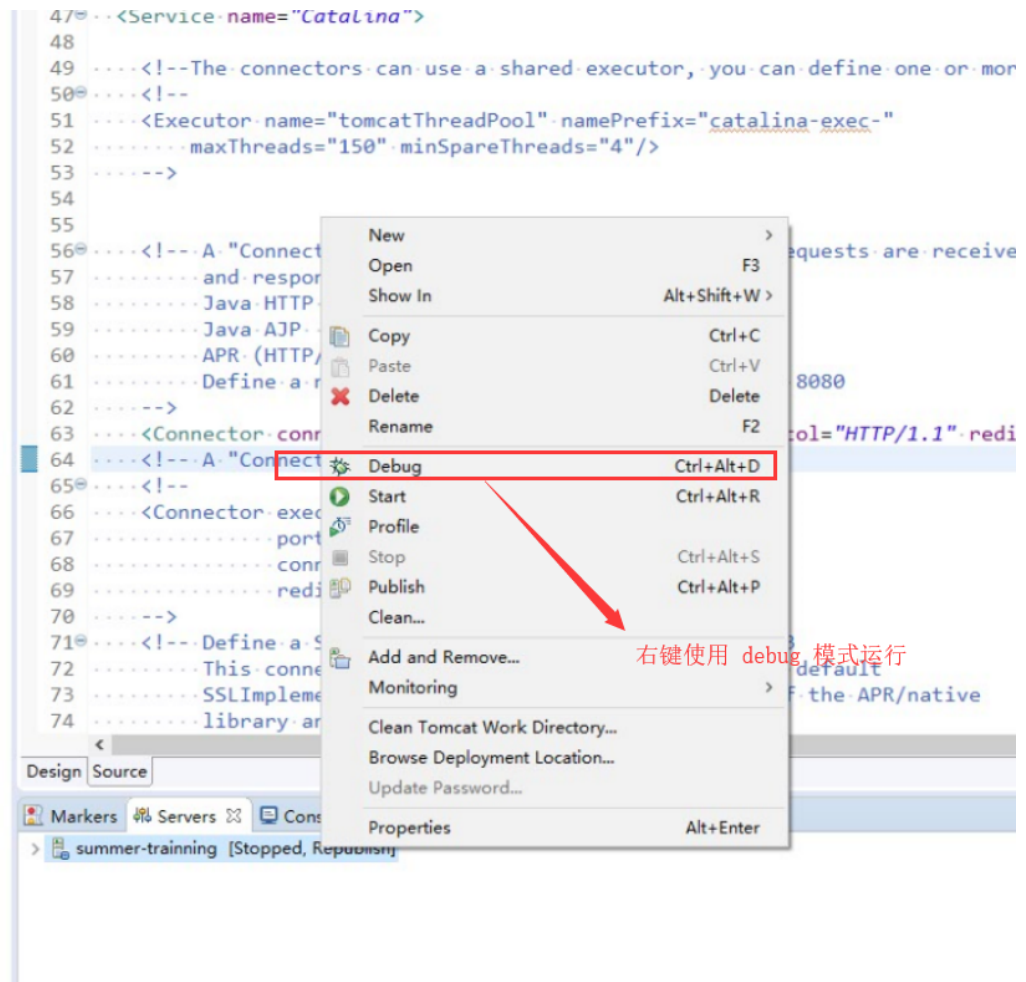 47 <Service name="Catalina">
48
49 <!--The connectors can use a shared executor, you can define one or mor
50 <!--
51 <Executor name="tomcatThreadPool" namePrefix="catalina-exec-"
52 maxThreads="150" minSpareThreads="4"/>
53 -->
54
55
56 <!-- A "Connect equests are receive
57 and respor
58 Java HTTP
59 Java AJP
60 APR (HTTP/
61 Define a n 8080
62 -->
63 <Connector conn col="HTTP/1.1" redi
64 <!-- A "Connect
65 <!--
66 <Connector exec
67 port
68 conn
69 redi
70 -->
71 <!-- Define a S 3
72 This conne default
73 SSLImpleme f the APR/native
74 library ar
New
Open F3
Show In Alt+Shift+W
Copy Ctrl+C
Paste Ctrl+V
Delete Delete
Rename F2
Debug Ctrl+Alt+D
Start Ctrl+Alt+R
Profile
Stop Ctrl+Alt+S
Publish Ctrl+Alt+P
Clean...
Add and Remove...
Monitoring
Clean Tomcat Work Directory...
Browse Deployment Location...
Update Password...
Properties Alt+Enter
右键使用 debug 模式运行
Design Source
Markers Servers Cons
summer-trainning [Stopped, Republish]